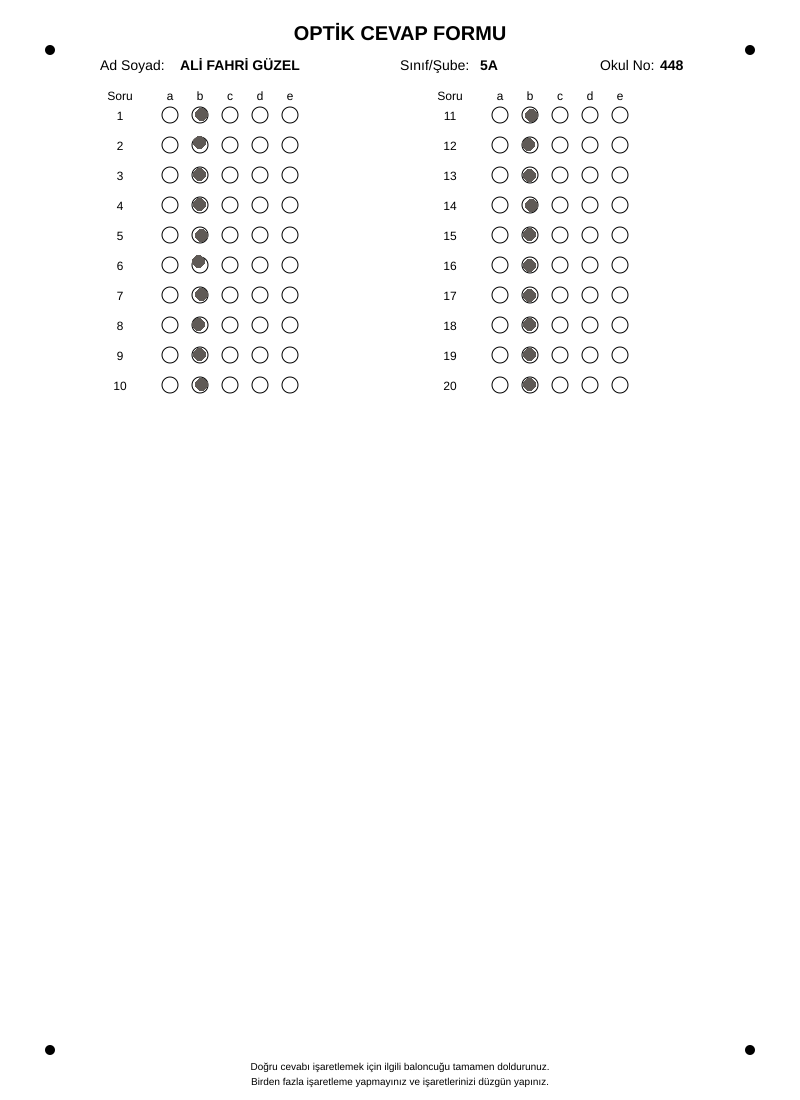 OPTİK CEVAP FORMU
Ad Soyad: ALİ FAHRİ GÜZEL Sınıf/Şube: 5A Okul No: 448
Soru a b c d e Soru a b c d e
1 11
2 12
3 13
4 14
5 15
6 16
7 17
8 18
9 19
10 20
Doğru cevabı işaretlemek için ilgili baloncuğu tamamen doldurunuz.
Birden fazla işaretleme yapmayınız ve işaretlerinizi düzgün yapınız.